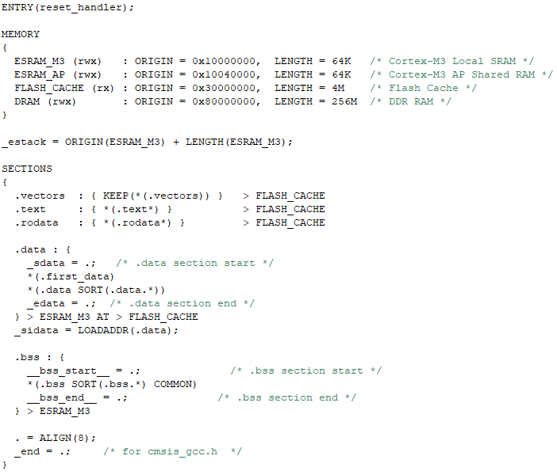 ENTRY(reset_handler);

MEMORY
{
  ESRAM_M3 (rwx)   : ORIGIN = 0x10000000,  LENGTH = 64K   /* Cortex-M3 Local SRAM */
  ESRAM_AP (rwx)   : ORIGIN = 0x10040000,  LENGTH = 64K   /* Cortex-M3 AP Shared RAM */
  FLASH_CACHE (rx) : ORIGIN = 0x30000000,  LENGTH = 4M    /* Flash Cache */
  DRAM (rwx)       : ORIGIN = 0x80000000,  LENGTH = 256M  /* DDR RAM */
}

_estack = ORIGIN(ESRAM_M3) + LENGTH(ESRAM_M3);

SECTIONS
{
  .vectors  : { KEEP(*(.vectors)) }   > FLASH_CACHE
  .text     : { *(.text*) }           > FLASH_CACHE
  .rodata   : { *(.rodata*) }         > FLASH_CACHE

  .data : {
    _sdata = .;   /* .data section start */
    *(.first_data)
    *(.data SORT(.data.*))
    _edata = .;  /* .data section end */
  } > ESRAM_M3 AT > FLASH_CACHE
  _sidata = LOADADDR(.data);

  .bss : {
    __bss_start__ = .;              /* .bss section start */
    *(.bss SORT(.bss.*) COMMON)
    __bss_end__ = .;              /* .bss section end */
  } > ESRAM_M3

  . = ALIGN(8);
  _end = .;     /* for cmsis_gcc.h  */
}